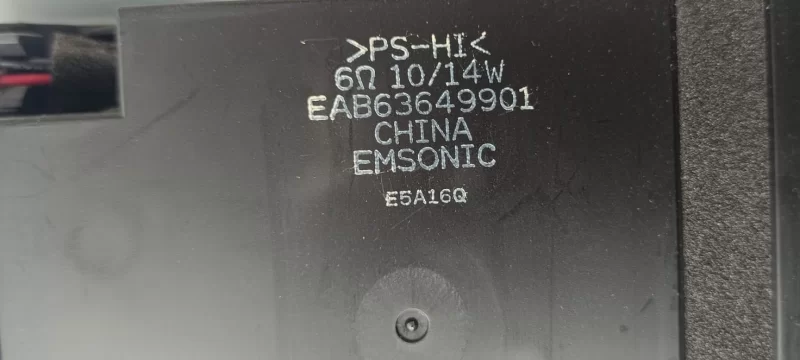 >PS-HI<
6Ω 10/14W
EAB63649901
CHINA
EMSONIC
E5A16Q